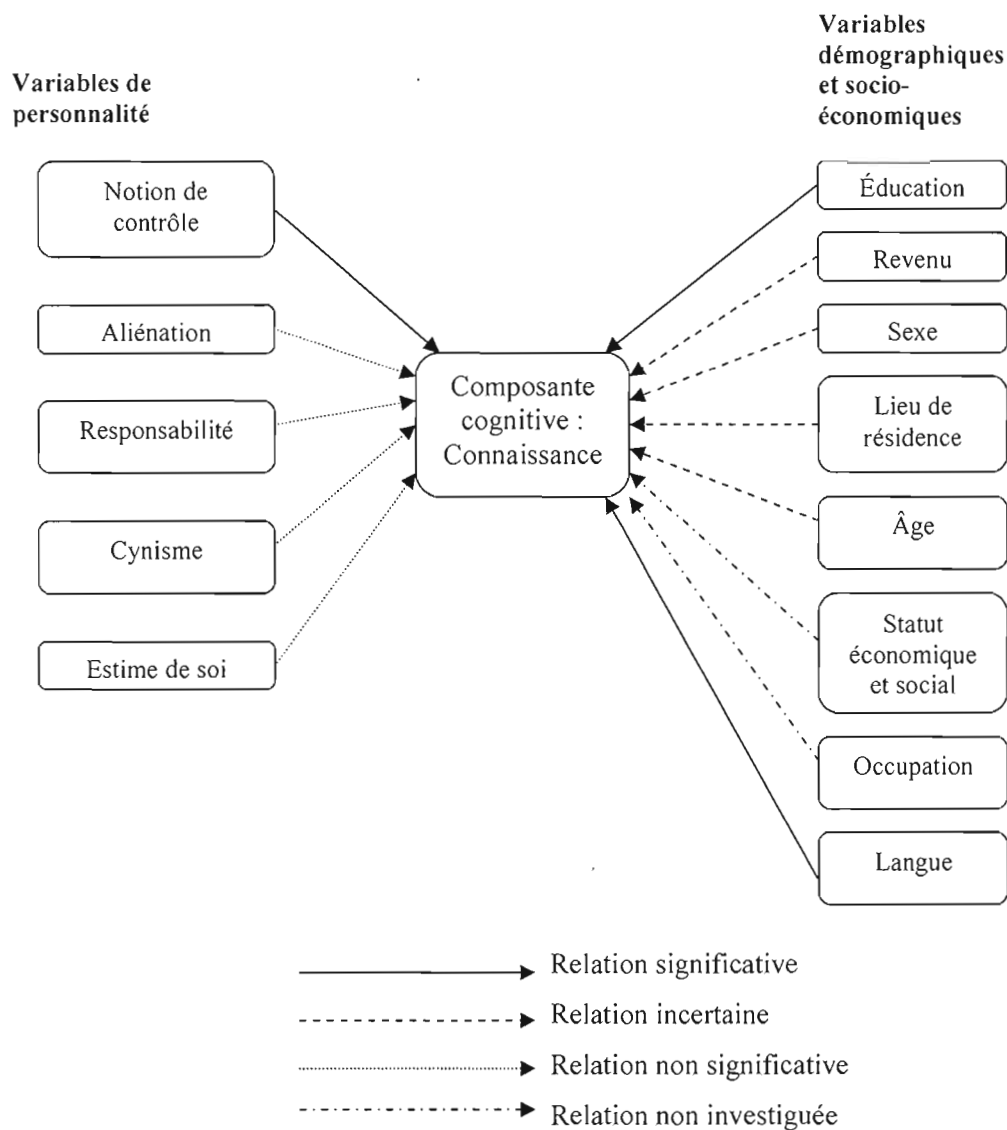 Variables de
personnalité
Notion de
contrôle
Aliénation
Responsabilité
Cynisme
Estime de soi
Composante
cognitive :
Connaissance
Variables
démographiques
et socio-
économiques
Éducation
Revenu
Sexe
Lieu de
résidence
Âge
Statut
économique
et social
Occupation
Langue
Relation significative
Relation incertaine
Relation non significative
Relation non investiguée